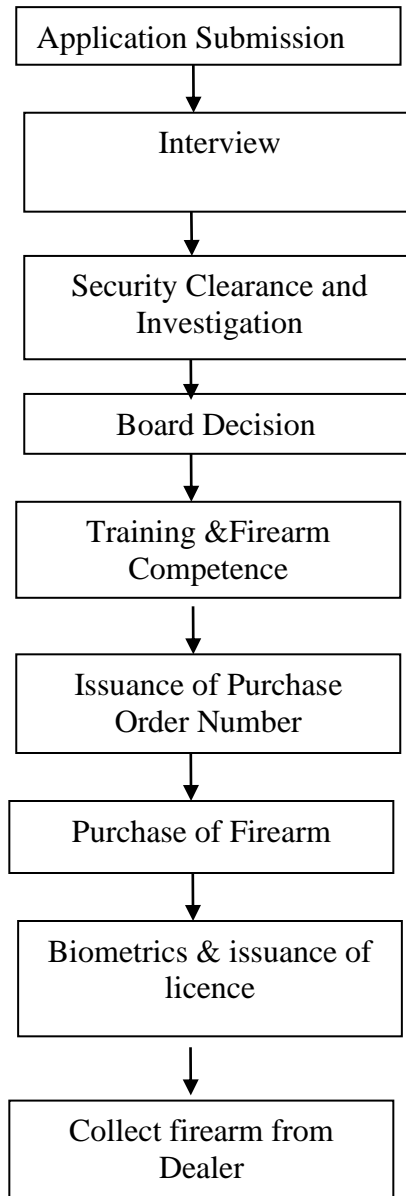 Application Submission
Interview
Security Clearance and
Investigation
Board Decision
Training &Firearm
Competence
Issuance of Purchase
Order Number
Purchase of Firearm
Biometrics & issuance of
licence
Collect firearm from
Dealer